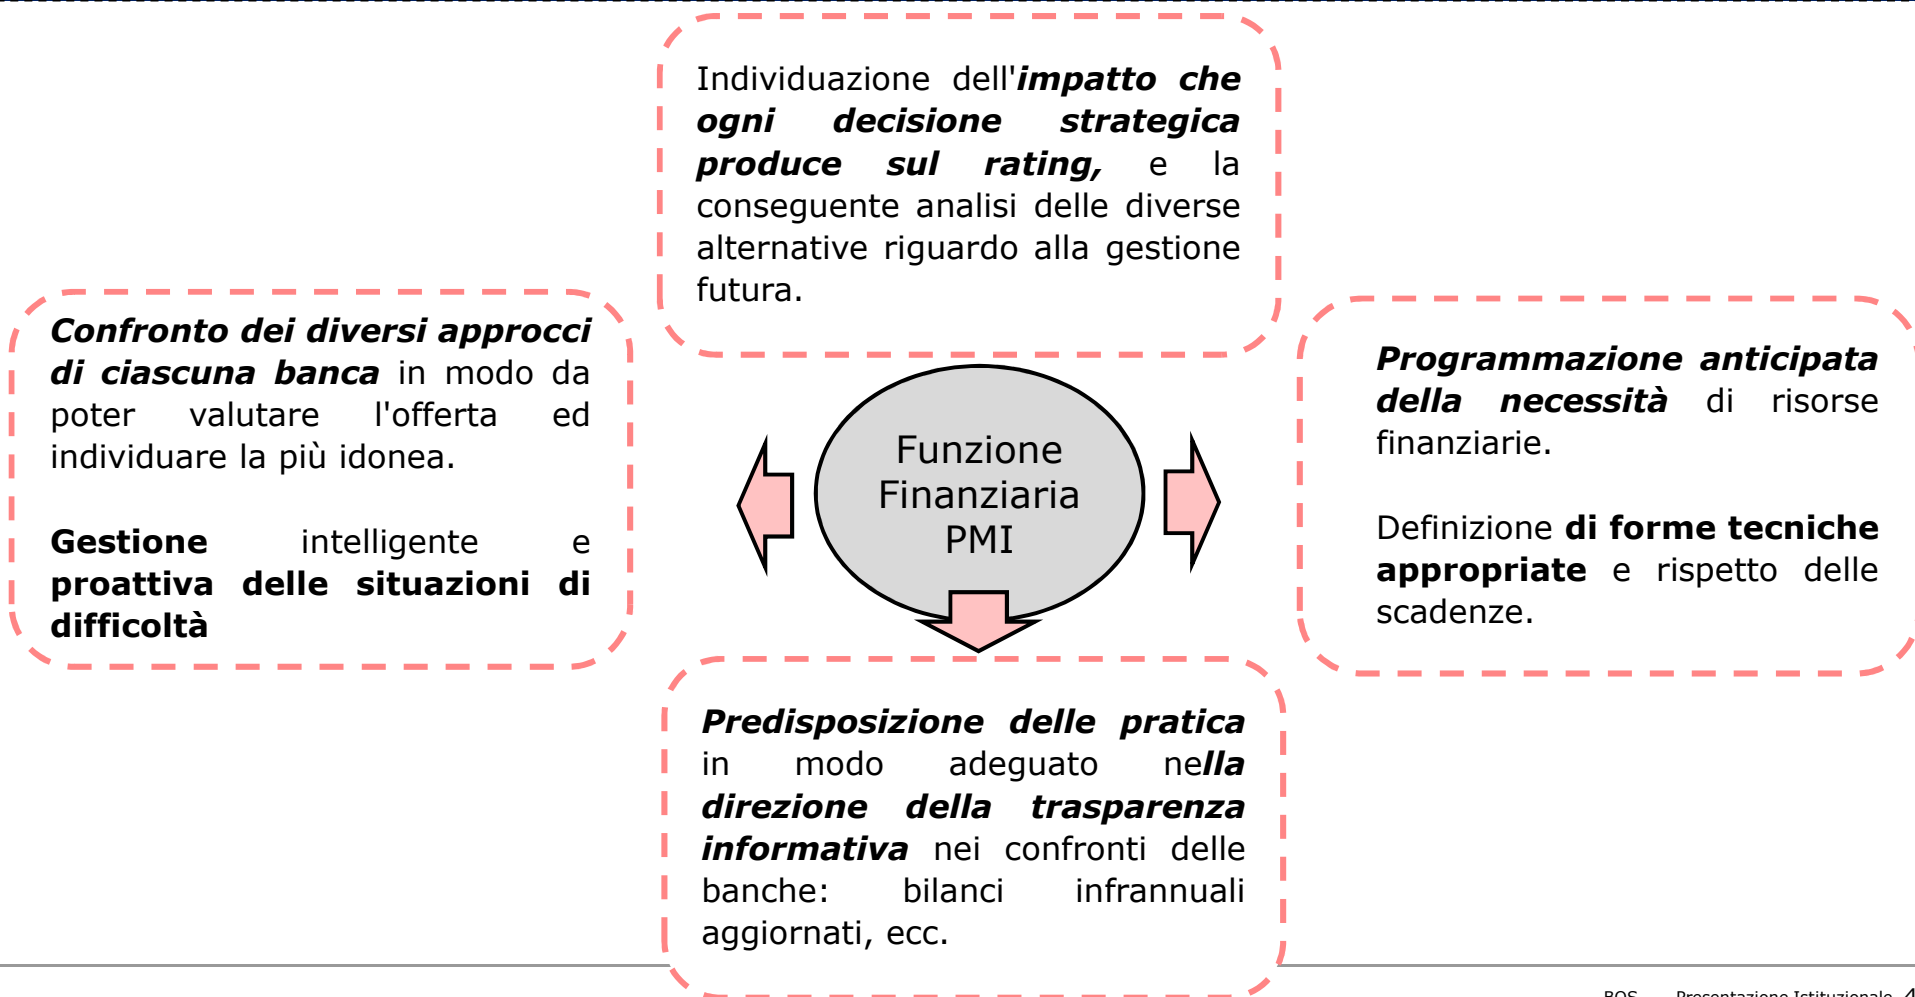 Individuazione dell'impatto che
ogni decisione strategica
produce sul rating, e la
conseguente analisi delle diverse
alternative riguardo alla gestione
futura.
Confronto dei diversi approcci
di ciascuna banca in modo da
poter valutare l'offerta ed
individuare la più idonea.
Gestione intelligente e
proattiva delle situazioni di
difficoltà
Funzione
Finanziaria
PMI
Programmazione anticipata
della necessità di risorse
finanziarie.
Definizione di forme tecniche
appropriate e rispetto delle
scadenze.
Predisposizione delle pratica
in modo adeguato nella
direzione della trasparenza
informativa nei confronti delle
banche: bilanci infrannuali
aggiornati, ecc.
BOS Presentazione Istituzionale 4